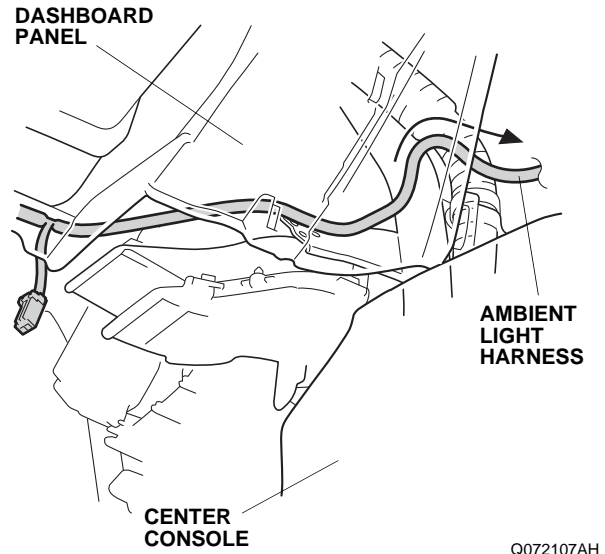 DASHBOARD
PANEL
AMBIENT
LIGHT
HARNESS
CENTER
CONSOLE
Q072107AH